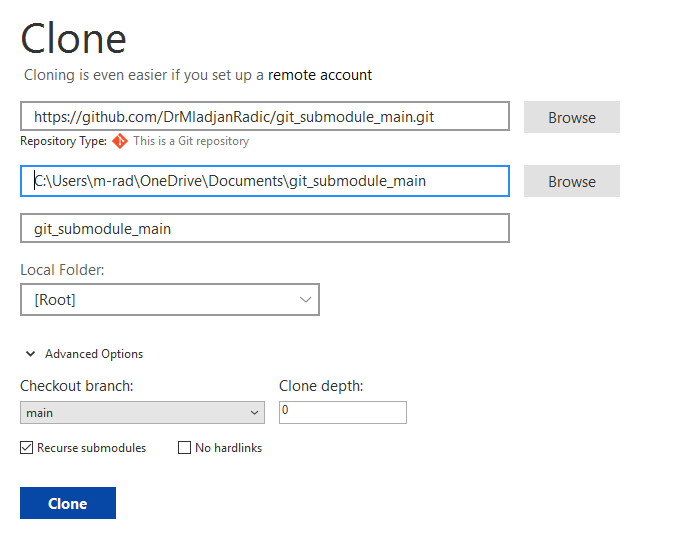 Clone
Cloning is even easier if you set up a remote account
https://github.com/DrMladjanRadic/git_submodule_main.git
Browse
Repository Type: This is a Git repository
C:\Users\m-rad\OneDrive\Documents\git_submodule_main
Browse
git_submodule_main
Local Folder:
[Root]
Advanced Options
Checkout branch: Clone depth:
main 0
Recurse submodules No hardlinks
Clone